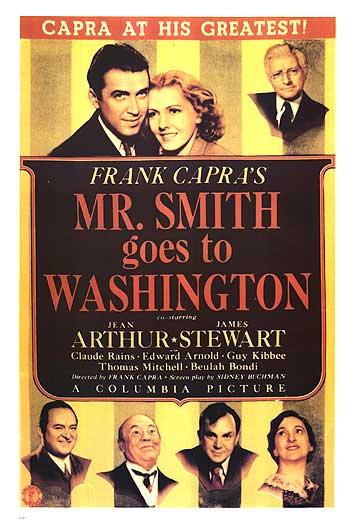 CAPRA AT HIS GREATEST!
FRANK CAPRA'S
MR. SMITH
goes to
WASHINGTON
co-starring
JEAN JAMES
ARTHUR ★ STEWART
with
Claude Rains • Edward Arnold • Guy Kibbee
Thomas Mitchell • Beulah Bondi
Directed by FRANK CAPRA • Screen play by SIDNEY BUCHMAN
A COLUMBIA PICTURE